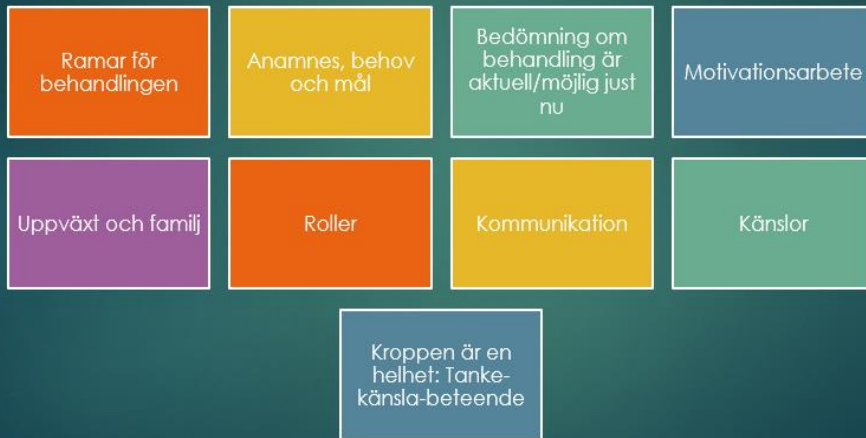 Ramar för
behandlingen
Anamnes, behov
och mål
Bedömning om
behandling är
aktuell/möjlig just
nu
Motivationsarbete
Uppväxt och familj
Roller
Kommunikation
Känslor
Kroppen är en
helhet: Tanke-
känsla-beteende